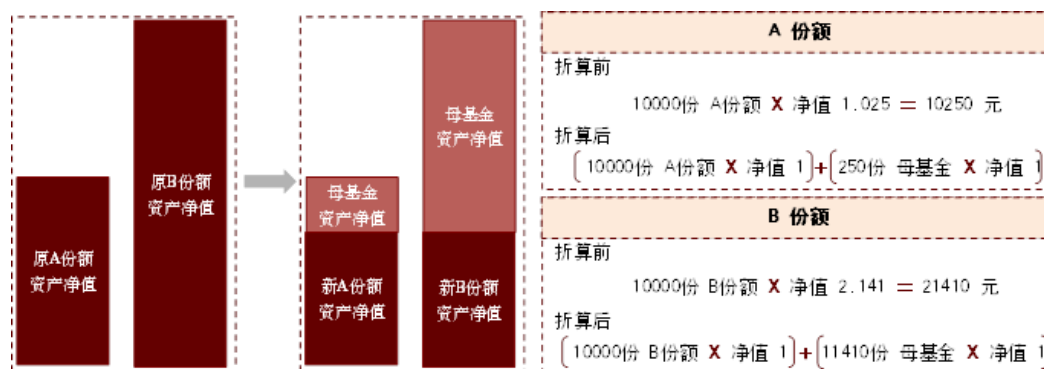 原A份额
资产净值
原B份额
资产净值
母基金
资产净值
新A份额
资产净值
母基金
资产净值
新B份额
资产净值
A 份额
折算前
10000份 A份额 X 净值 1.025 = 10250 元
折算后
(10000份 A份额 X 净值 1)+(250份 母基金 X 净值 1)
B 份额
折算前
10000份 B份额 X 净值 2.141 = 21410 元
折算后
(10000份 B份额 X 净值 1)+(11410份 母基金 X 净值 1